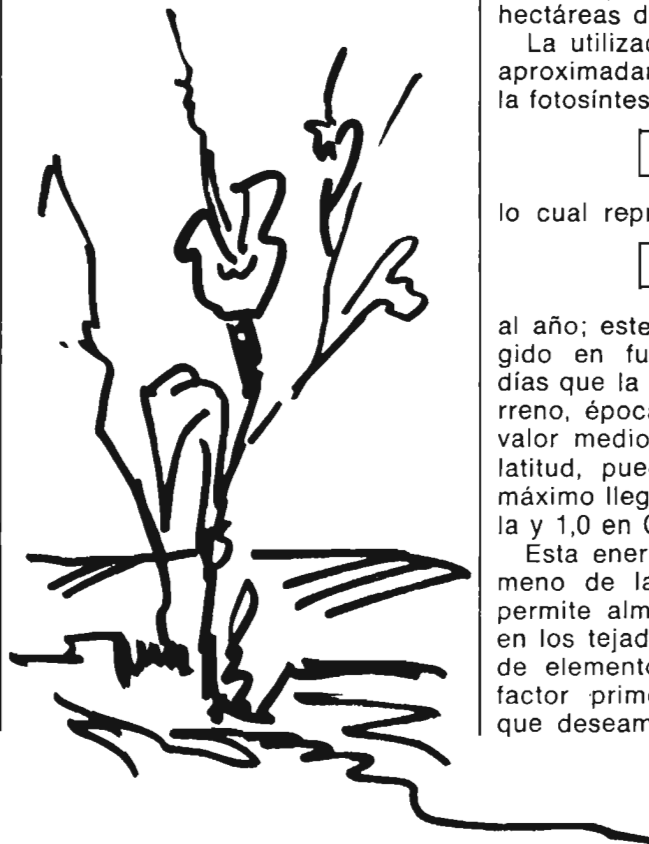 hectáreas d
La utilizac
aproximadar
la fotosíntes
lo cual repr
al año; este
gido en fu
días que la
rreno, época
valor medio
latitud, pue
máximo lleg
la y 1,0 en
Esta ener
meno de la
permite alm
en los tejad
de elemento
factor prime
que deseam